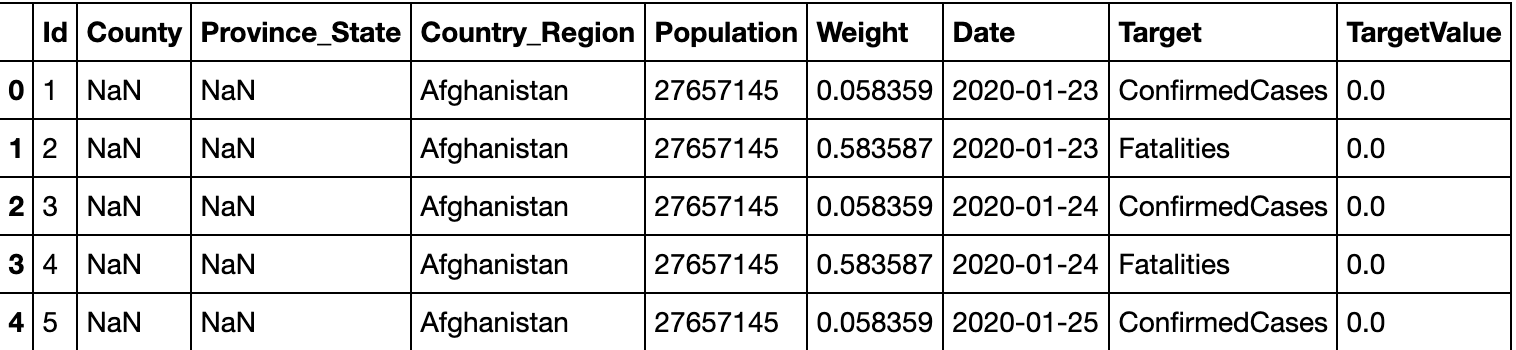 Id County Province_State Country_Region Population Weight Date Target TargetValue
0 1 NaN NaN Afghanistan 27657145 0.058359 2020-01-23 ConfirmedCases 0.0
1 2 NaN NaN Afghanistan 27657145 0.583587 2020-01-23 Fatalities 0.0
2 3 NaN NaN Afghanistan 27657145 0.058359 2020-01-24 ConfirmedCases 0.0
3 4 NaN NaN Afghanistan 27657145 0.583587 2020-01-24 Fatalities 0.0
4 5 NaN NaN Afghanistan 27657145 0.058359 2020-01-25 ConfirmedCases 0.0